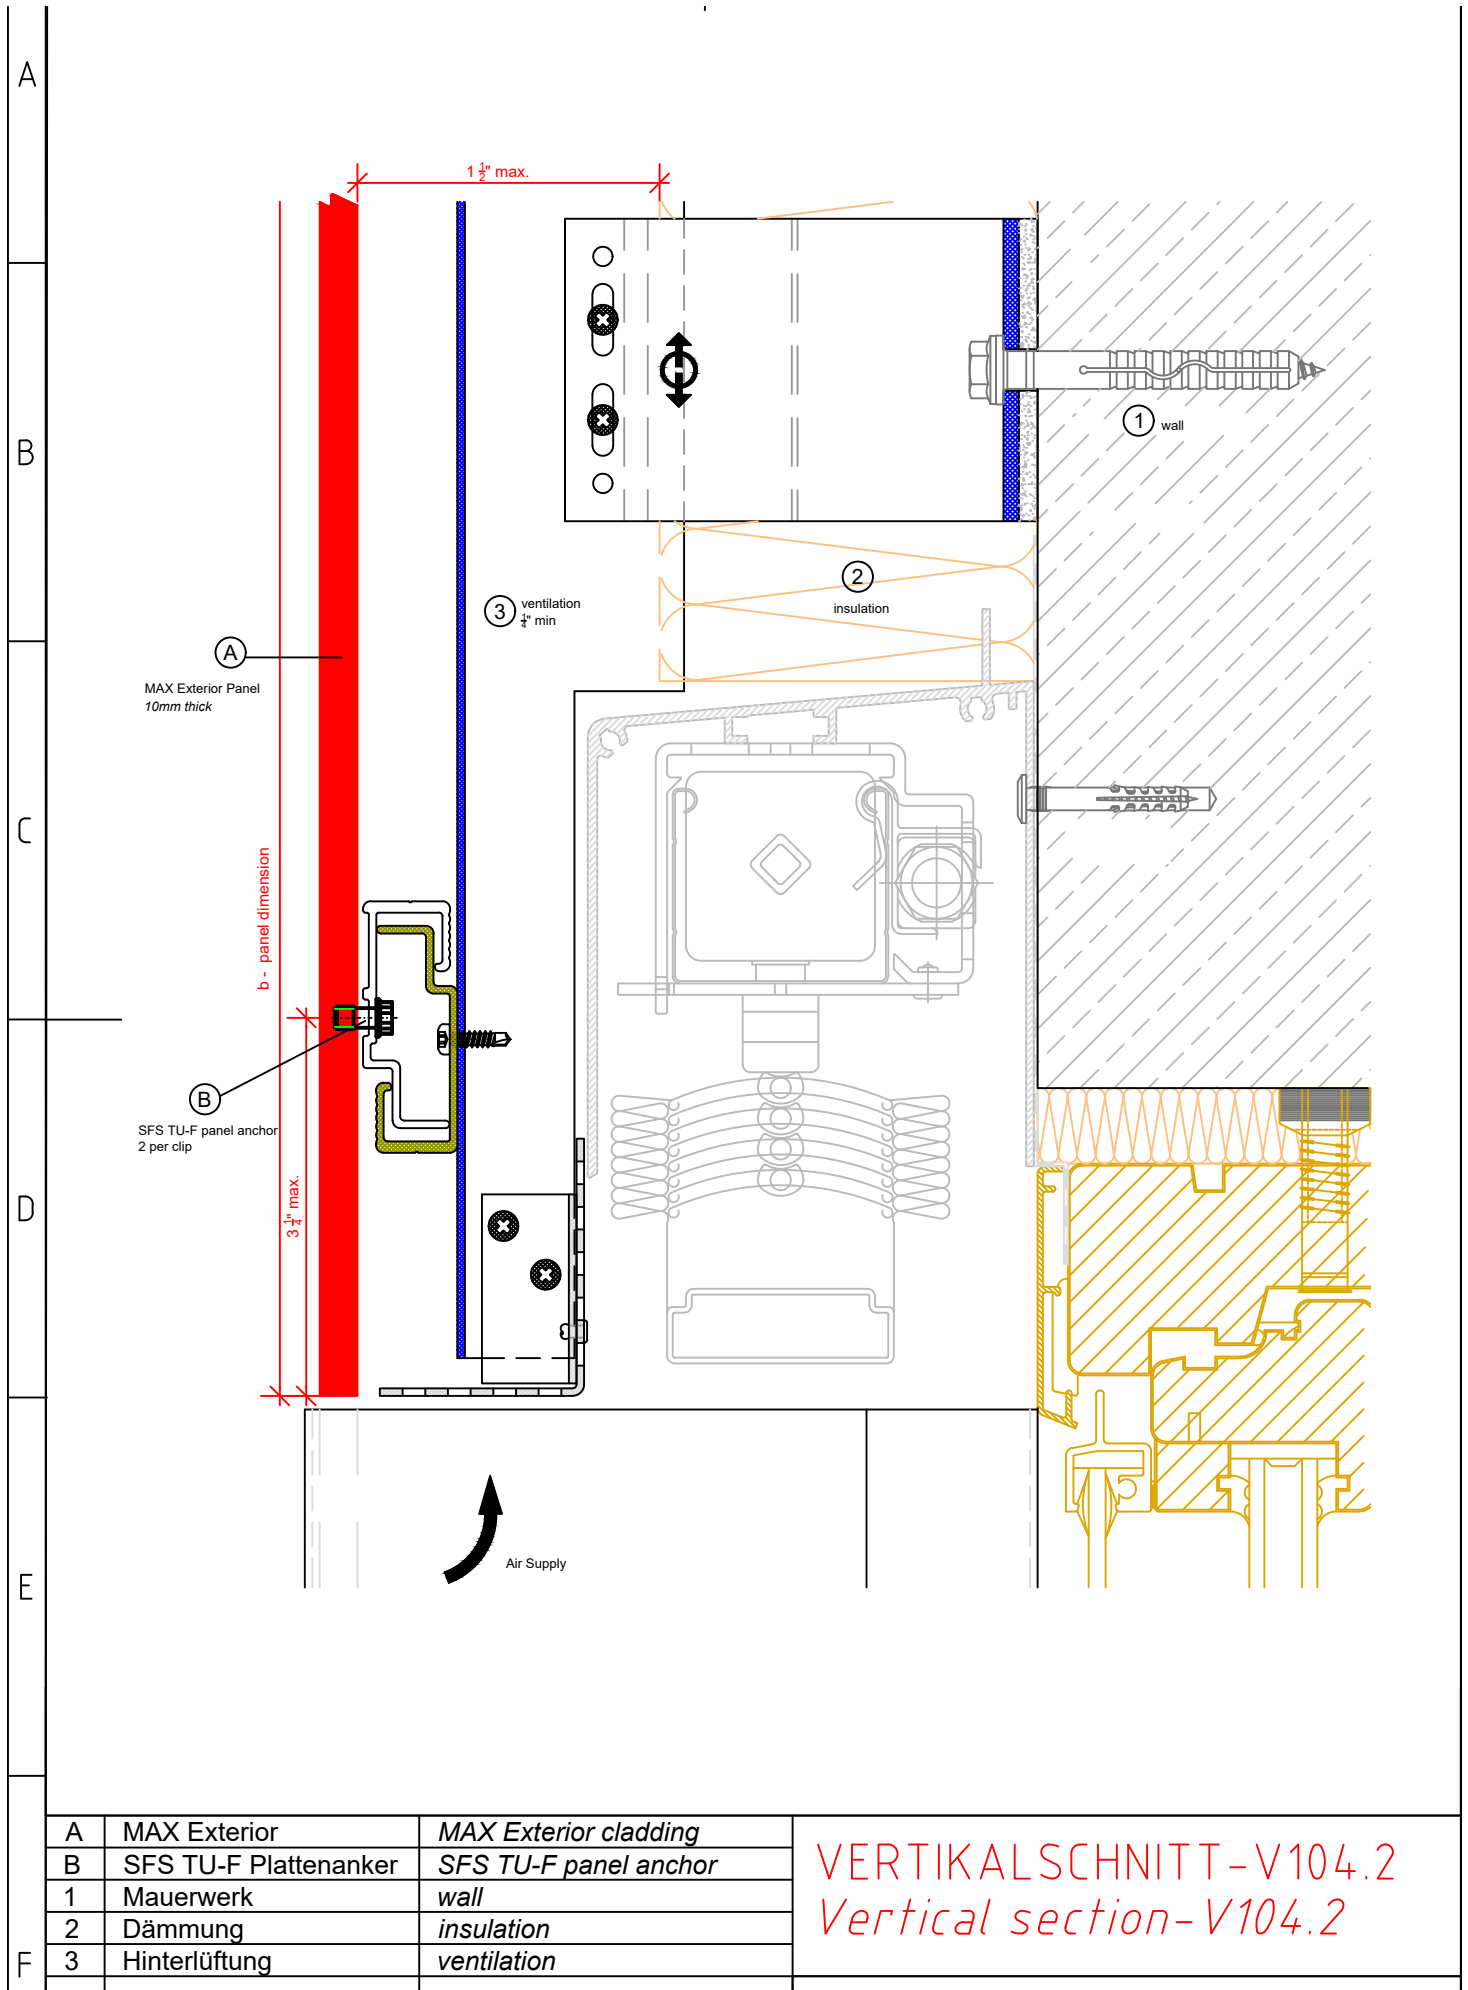 A
1 1/2" max.
B
1 wall
2
insulation
3 ventilation
1/4" min
A
MAX Exterior Panel
10mm thick
C
b - panel dimension
B
SFS TU-F panel anchor
2 per clip
3 1/4" max.
D
Air Supply
E
A MAX Exterior MAX Exterior cladding
B SFS TU-F Plattenanker SFS TU-F panel anchor
1 Mauerwerk wall
2 Dämmung insulation
3 Hinterlüftung ventilation
VERTIKALSCHNITT-V104.2
Vertical section-V104.2
F